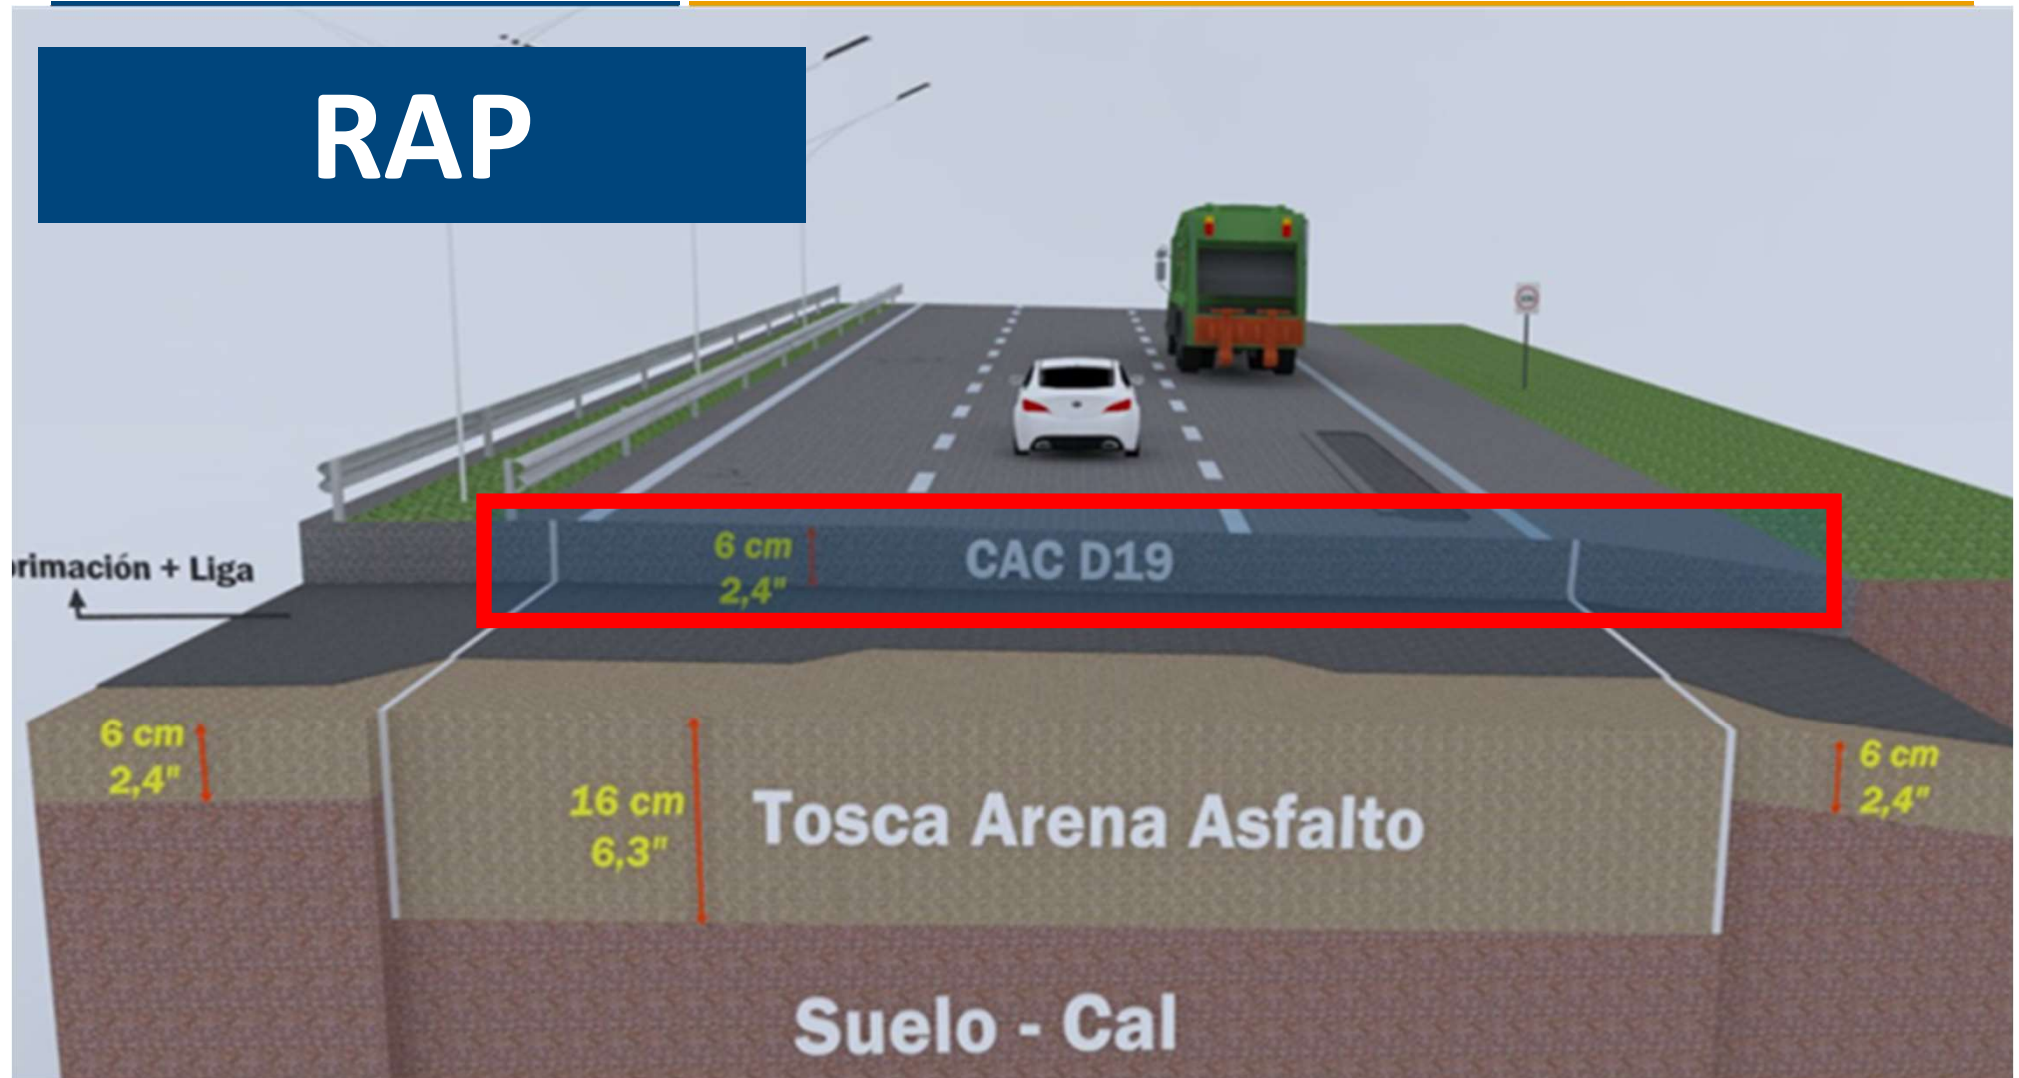 RAP
6 cm
2,4"
CAC D19
rimación + Liga
6 cm
2,4"
16 cm
6,3"
Tosca Arena Asfalto
6 cm
2,4"
Suelo - Cal